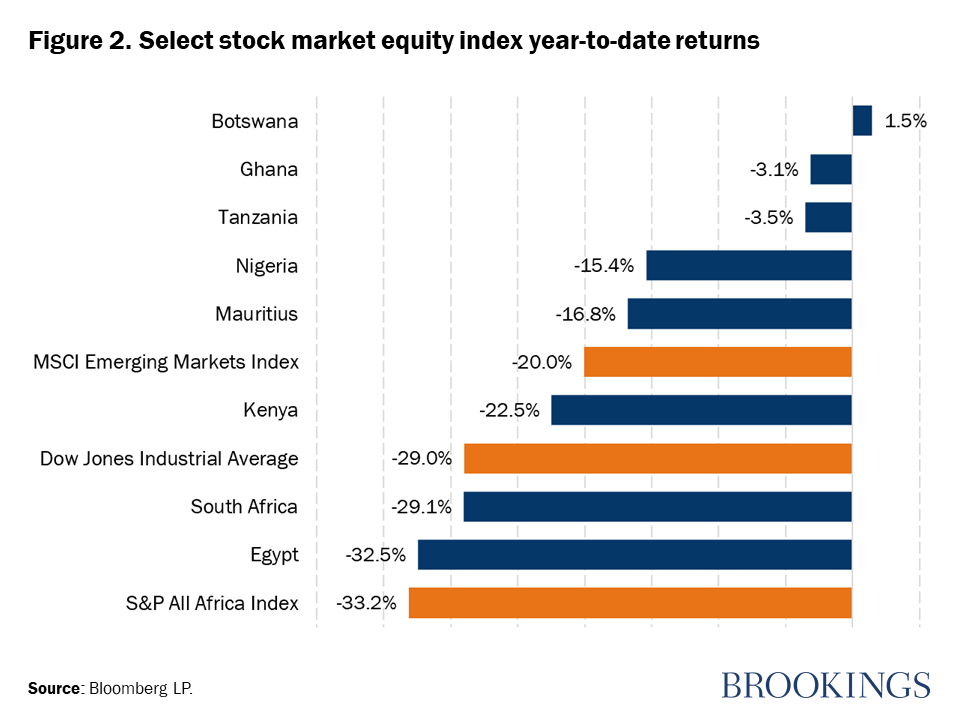 Figure 2. Select stock market equity index year-to-date returns
Botswana 1.5%
Ghana -3.1%
Tanzania -3.5%
Nigeria -15.4%
Mauritius -16.8%
MSCI Emerging Markets Index -20.0%
Kenya -22.5%
Dow Jones Industrial Average -29.0%
South Africa -29.1%
Egypt -32.5%
S&P All Africa Index -33.2%
Source: Bloomberg LP.
BROOKINGS